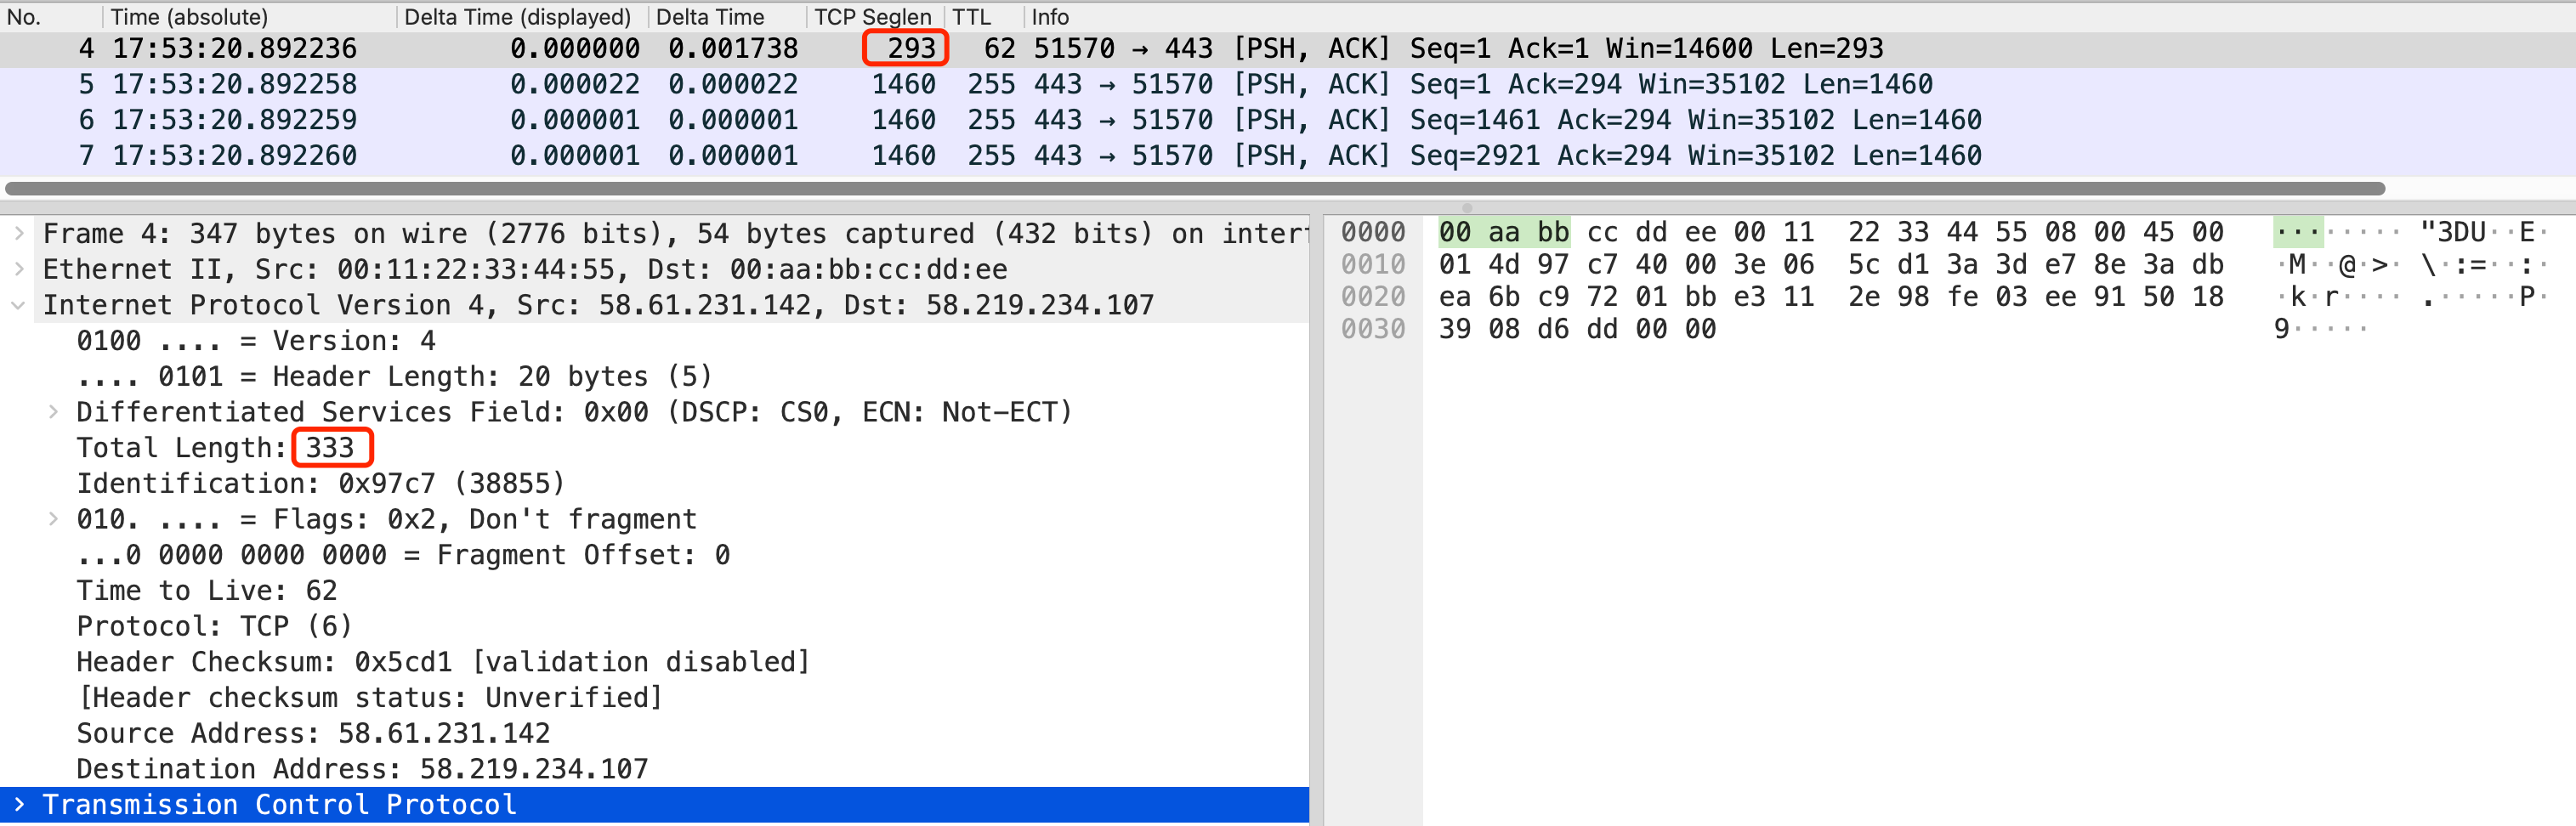 No. Time (absolute) Delta Time (displayed) Delta Time TCP Seglen TTL Info
4 17:53:20.892236 0.000000 0.001738 293 62 51570 → 443 [PSH, ACK] Seq=1 Ack=1 Win=14600 Len=293
5 17:53:20.892258 0.000022 0.000022 1460 255 443 → 51570 [PSH, ACK] Seq=1 Ack=294 Win=35102 Len=1460
6 17:53:20.892259 0.000001 0.000001 1460 255 443 → 51570 [PSH, ACK] Seq=1461 Ack=294 Win=35102 Len=1460
7 17:53:20.892260 0.000001 0.000001 1460 255 443 → 51570 [PSH, ACK] Seq=2921 Ack=294 Win=35102 Len=1460
Frame 4: 347 bytes on wire (2776 bits), 54 bytes captured (432 bits) on
Ethernet II, Src: 00:11:22:33:44:55, Dst: 00:aa:bb:cc:dd:ee
Internet Protocol Version 4, Src: 58.61.231.142, Dst: 58.219.234.107
0100 .... = Version: 4
.... 0101 = Header Length: 20 bytes (5)
Differentiated Services Field: 0x00 (DSCP: CS0, ECN: Not-ECT)
Total Length: 333
Identification: 0x97c7 (38855)
010. .... = Flags: 0x2, Don't fragment
...0 0000 0000 0000 = Fragment Offset: 0
Time to Live: 62
Protocol: TCP (6)
Header Checksum: 0x5cd1 [validation disabled]
[Header checksum status: Unverified]
Source Address: 58.61.231.142
Destination Address: 58.219.234.107
Transmission Control Protocol
0000 00 aa bb cc dd ee 00 11 22 33 44 55 08 00 45 00 ········ "3DU··E·
0010 01 4d 97 c7 40 00 3e 06 5c d1 3a 3d e7 8e 3a db ·M··@·>· \·:=··:·
0020 ea 6b c9 72 01 bb e3 11 2e 98 fe 03 ee 91 50 18 ·k·r···· .·····P·
0030 39 08 d6 dd 00 00 9·····